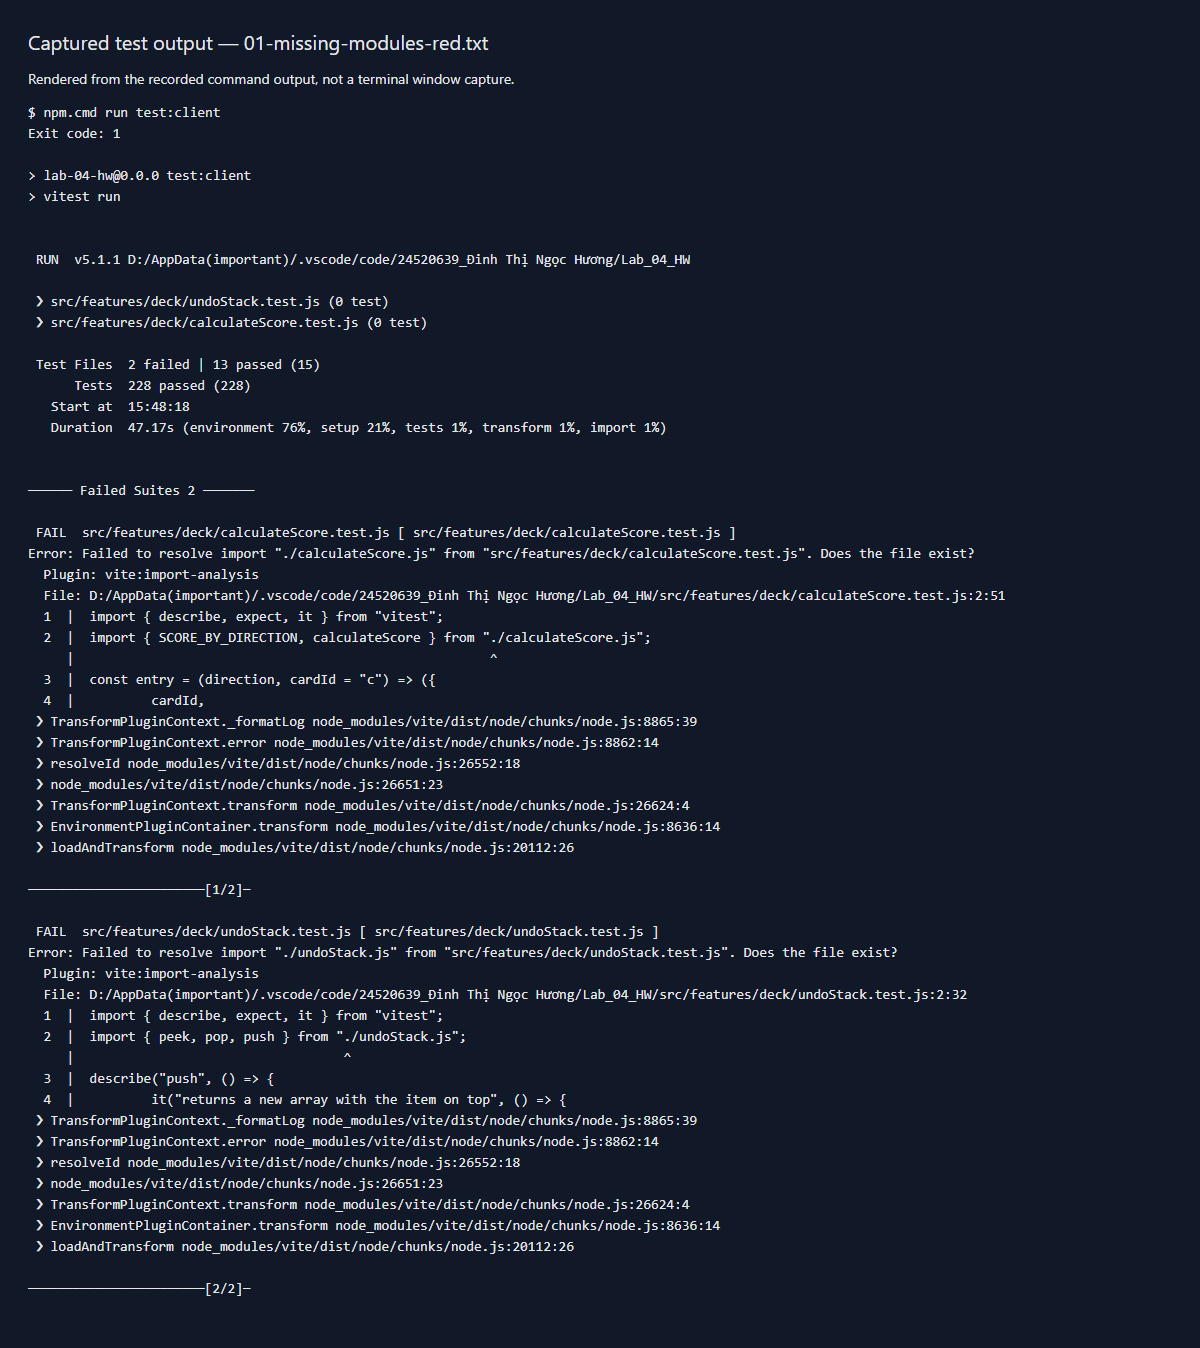 Captured test output — 01-missing-modules-red.txt
Rendered from the recorded command output, not a terminal window capture.
$ npm.cmd run test:client
Exit code: 1
> lab-04-hw@0.0.0 test:client
> vitest run
RUN  v5.1.1 D:/AppData(important)/.vscode/code/24520639_Đinh Thị Ngọc Hương/Lab_04_HW
❯ src/features/deck/undoStack.test.js (0 test)
❯ src/features/deck/calculateScore.test.js (0 test)
Test Files  2 failed | 13 passed (15)
Tests  228 passed (228)
Start at  15:48:18
Duration  47.17s (environment 76%, setup 21%, tests 1%, transform 1%, import 1%)
—————— Failed Suites 2 ———————
FAIL  src/features/deck/calculateScore.test.js [ src/features/deck/calculateScore.test.js ]
Error: Failed to resolve import "./calculateScore.js" from "src/features/deck/calculateScore.test.js". Does the file exist?
Plugin: vite:import-analysis
File: D:/AppData(important)/.vscode/code/24520639_Đinh Thị Ngọc Hương/Lab_04_HW/src/features/deck/calculateScore.test.js:2:51
1  |  import { describe, expect, it } from "vitest";
2  |  import { SCORE_BY_DIRECTION, calculateScore } from "./calculateScore.js";
|                                                      ^
3  |  const entry = (direction, cardId = "c") => ({
4  |          cardId,
❯ TransformPluginContext._formatLog node_modules/vite/dist/node/chunks/node.js:8865:39
❯ TransformPluginContext.error node_modules/vite/dist/node/chunks/node.js:8862:14
❯ resolveId node_modules/vite/dist/node/chunks/node.js:26552:18
❯ node_modules/vite/dist/node/chunks/node.js:26651:23
❯ TransformPluginContext.transform node_modules/vite/dist/node/chunks/node.js:26624:4
❯ EnvironmentPluginContainer.transform node_modules/vite/dist/node/chunks/node.js:8636:14
❯ loadAndTransform node_modules/vite/dist/node/chunks/node.js:20112:26
———————————————————————[1/2]—
FAIL  src/features/deck/undoStack.test.js [ src/features/deck/undoStack.test.js ]
Error: Failed to resolve import "./undoStack.js" from "src/features/deck/undoStack.test.js". Does the file exist?
Plugin: vite:import-analysis
File: D:/AppData(important)/.vscode/code/24520639_Đinh Thị Ngọc Hương/Lab_04_HW/src/features/deck/undoStack.test.js:2:32
1  |  import { describe, expect, it } from "vitest";
2  |  import { peek, pop, push } from "./undoStack.js";
|                                   ^
3  |  describe("push", () => {
4  |          it("returns a new array with the item on top", () => {
❯ TransformPluginContext._formatLog node_modules/vite/dist/node/chunks/node.js:8865:39
❯ TransformPluginContext.error node_modules/vite/dist/node/chunks/node.js:8862:14
❯ resolveId node_modules/vite/dist/node/chunks/node.js:26552:18
❯ node_modules/vite/dist/node/chunks/node.js:26651:23
❯ TransformPluginContext.transform node_modules/vite/dist/node/chunks/node.js:26624:4
❯ EnvironmentPluginContainer.transform node_modules/vite/dist/node/chunks/node.js:8636:14
❯ loadAndTransform node_modules/vite/dist/node/chunks/node.js:20112:26
———————————————————————[2/2]—